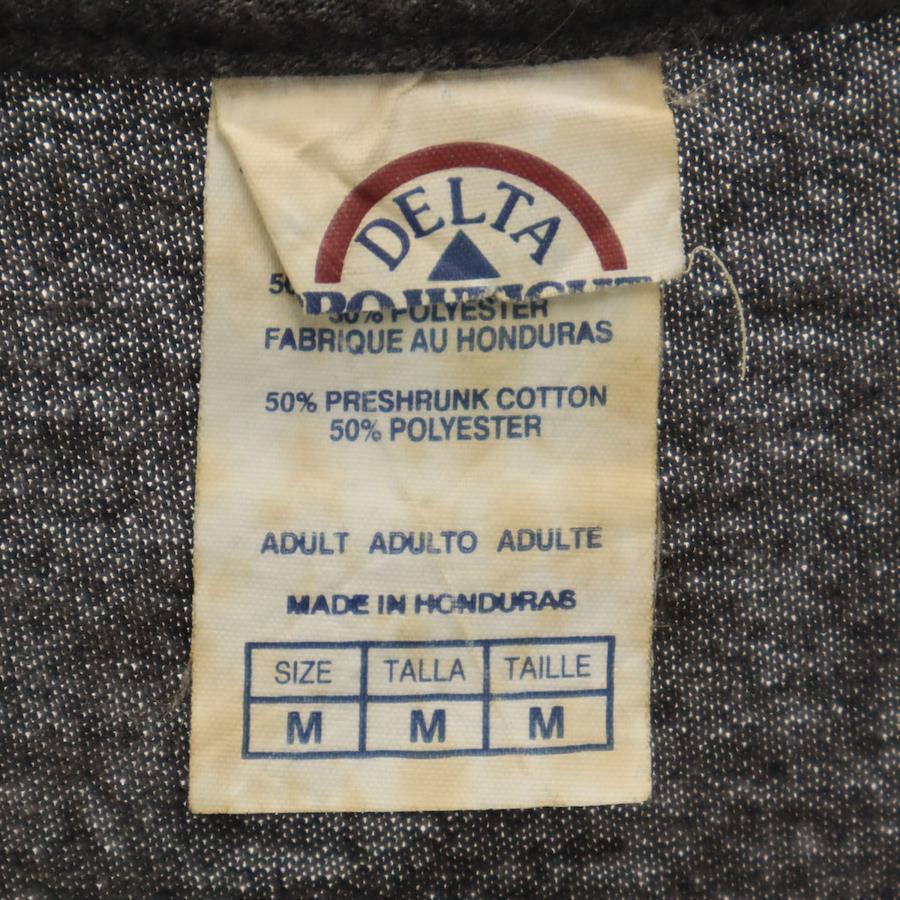 DELTA
50% POLYESTER
FABRIQUE AU HONDURAS
50% PRESHRUNK COTTON
50% POLYESTER
ADULT ADULTO ADULTE
MADE IN HONDURAS
SIZE TALLA TAILLE
M M M